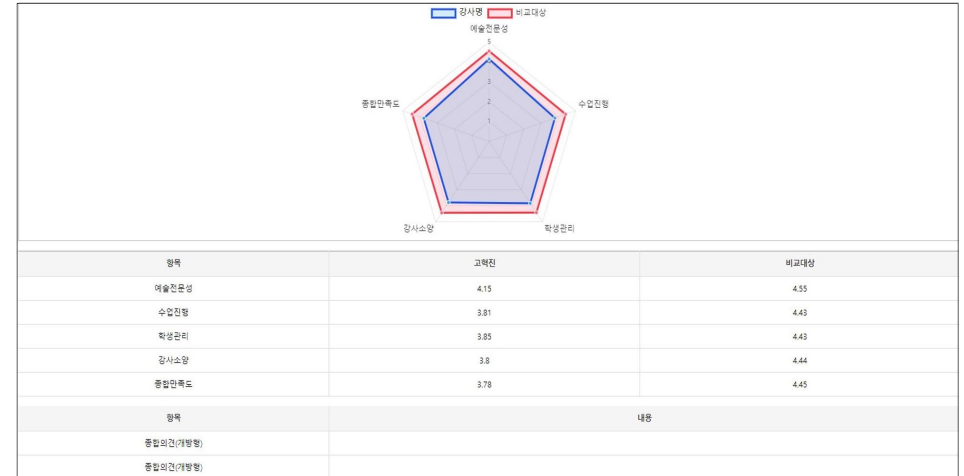 강사명 비교대상
예술전문성
5
종합만족도
3
수업진행
2
1
강사소양 학생관리
항목 고혁진 비교대상
예술전문성 4.15 4.55
수업진행 3.81 4.43
학생관리 3.85 4.43
강사소양 3.8 4.44
종합만족도 3.78 4.45
항목 내용
종합의견(개방형)
종합의견(개방형)